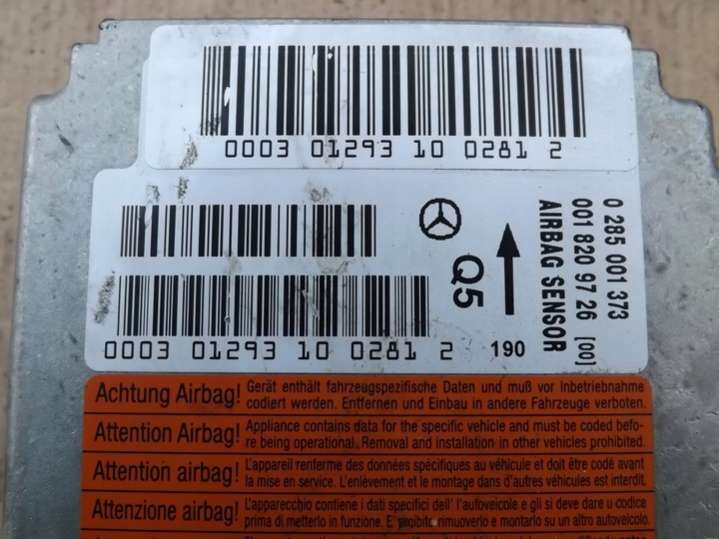 0003 01293 10 0281 2
0 285 001 373
001 820 97 26 [00]
AIRBAG SENSOR
Q5
0003 01293 10 0281 2
190
Achtung Airbag! Gerät enthält fahrzeugspezifische Daten und muß vor Inbetriebnahme
codiert werden. Entfernen und Einbau in andere Fahrzeuge verboten.
Attention Airbag! Appliance contains data for the specific vehicle and must be coded befo-
re being operational. Removal and installation in other vehicles prohibited.
Attention airbag! L'appareil renferme des données spécifiques au véhicule et doit être codé avant
la mise en service. L'enlèvement et le montage dans d'autres véhicules est interdit.
Attenzione airbag! L'apparecchio contiene i dati specifici dell' l'autoveicolo e gli si deve dare u codice
prima di metterlo in funzione. E' proibito rimuoverlo e montarlo su un altro autoveicolo.